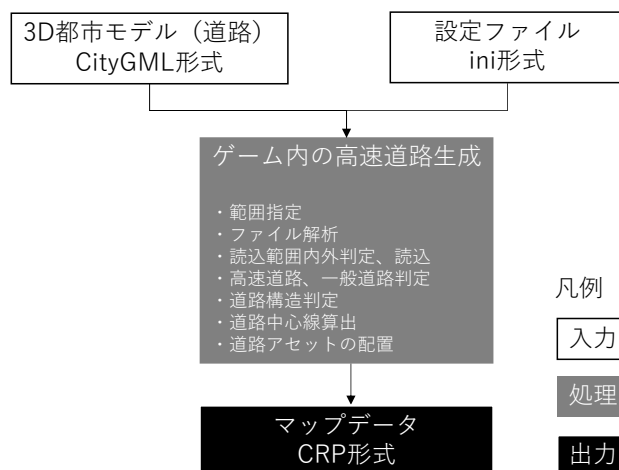 3D都市モデル（道路）
CityGML形式
設定ファイル
ini形式
ゲーム内の高速道路生成
・範囲指定
・ファイル解析
・読込範囲内外判定、読込
・高速道路、一般道路判定
・道路構造判定
・道路中心線算出
・道路アセットの配置
マップデータ
CRP形式
凡例
入力
処理
出力